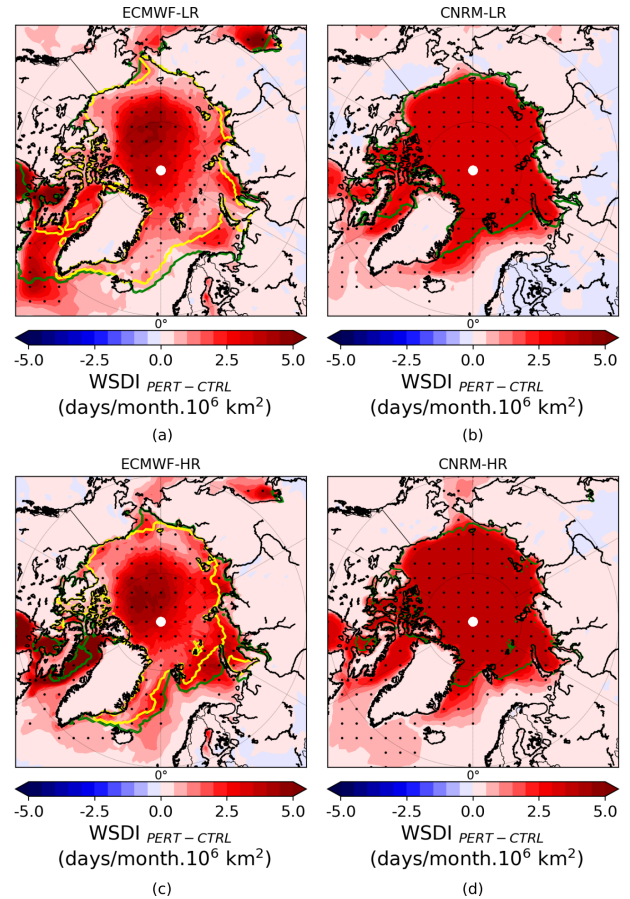 ECMWF-LR
CNRM-LR
0°
0°
-5.0 -2.5 0.0 2.5 5.0
-5.0 -2.5 0.0 2.5 5.0
WSDI PERT−CTRL
(days/month.10⁶ km²)
WSDI PERT−CTRL
(days/month.10⁶ km²)
(a)
(b)
ECMWF-HR
CNRM-HR
0°
0°
-5.0 -2.5 0.0 2.5 5.0
-5.0 -2.5 0.0 2.5 5.0
WSDI PERT−CTRL
(days/month.10⁶ km²)
WSDI PERT−CTRL
(days/month.10⁶ km²)
(c)
(d)